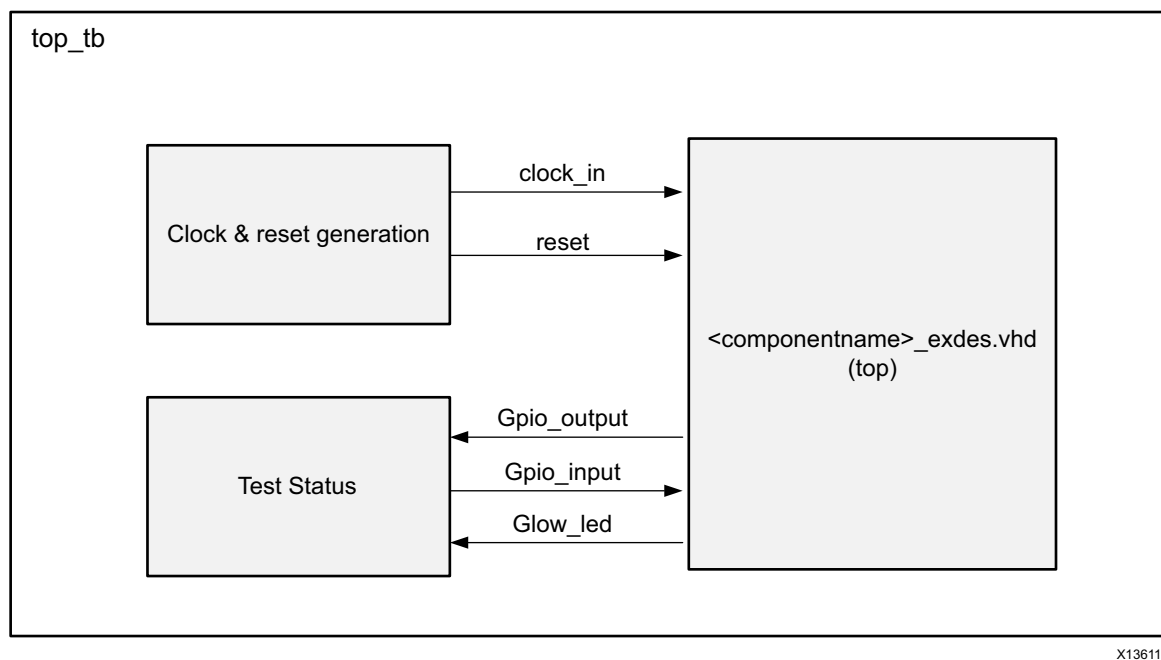 top_tb
clock_in
Clock & reset generation
reset
<componentname>_exdes.vhd
(top)
Gpio_output
Test Status
Gpio_input
Glow_led
X13611